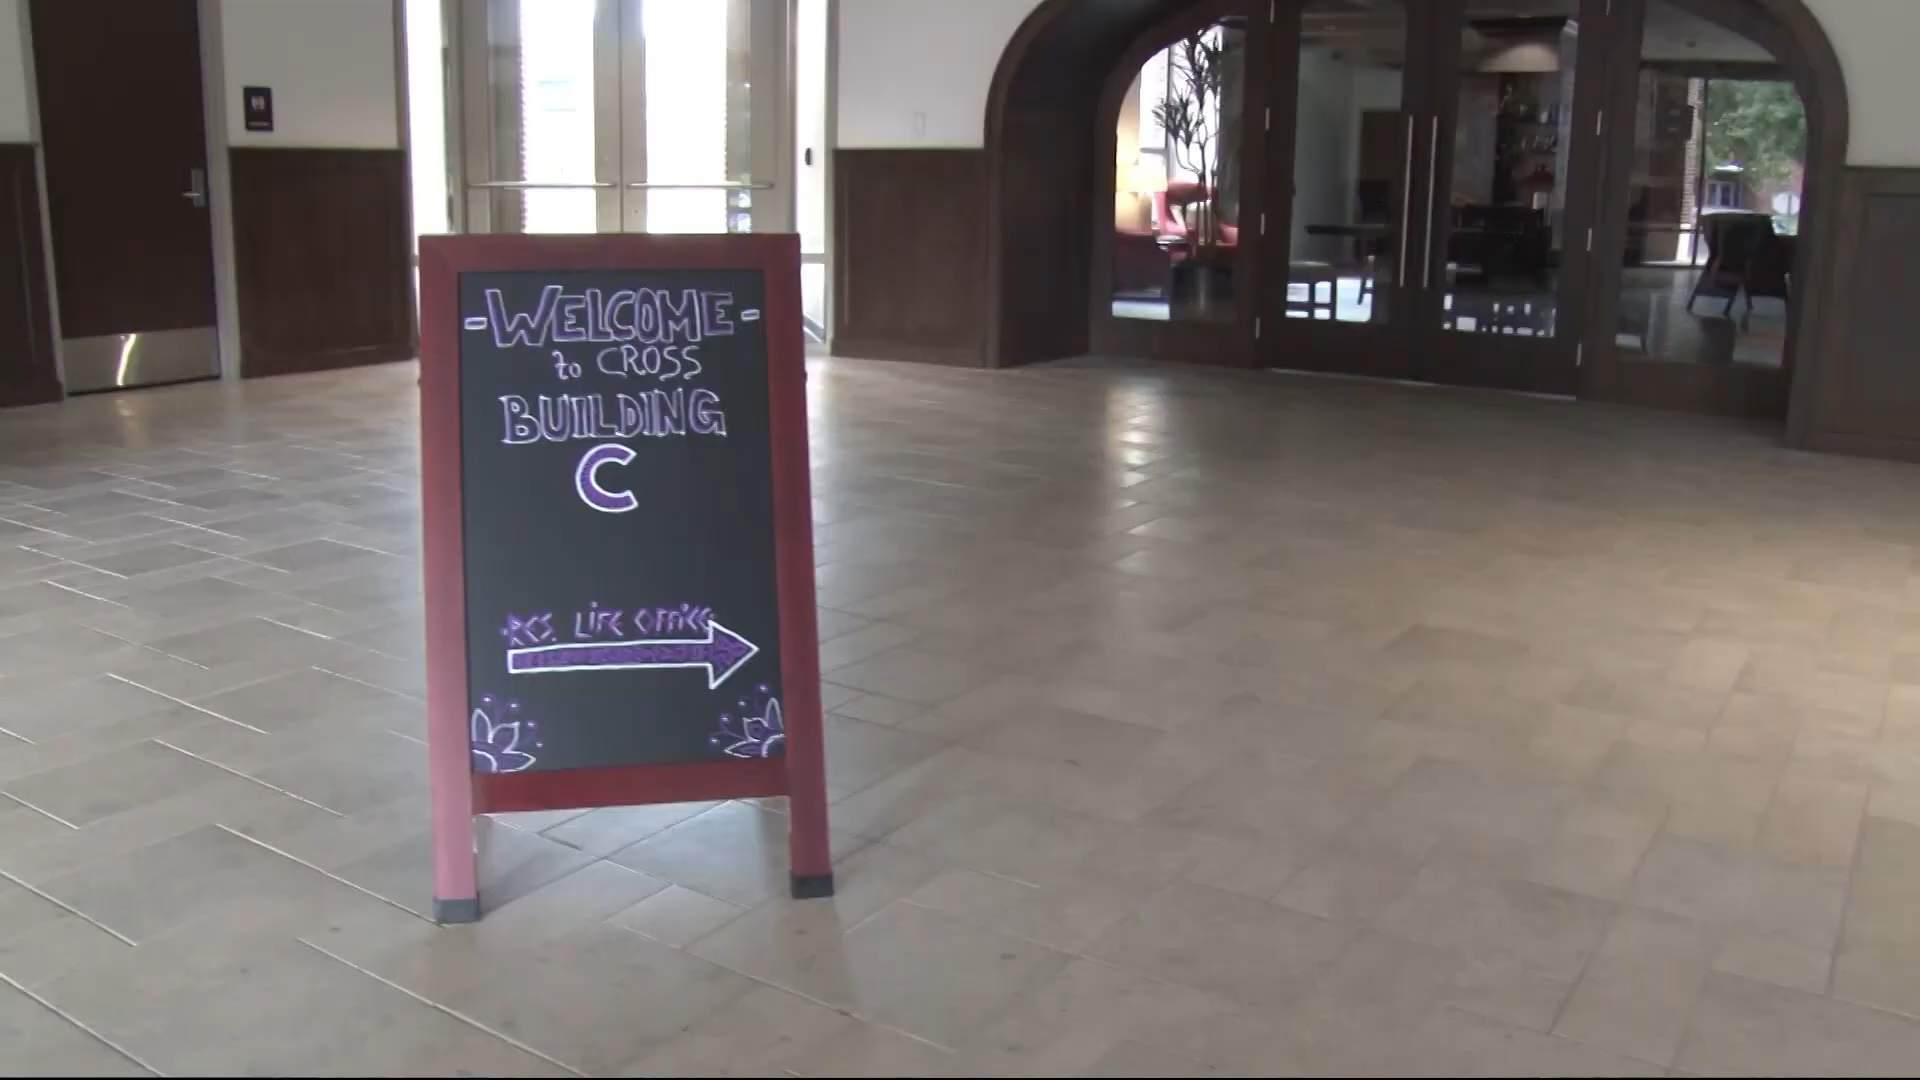 -WELCOME-
to CROSS
BUILDING
C
RES. LIFE OFFICE